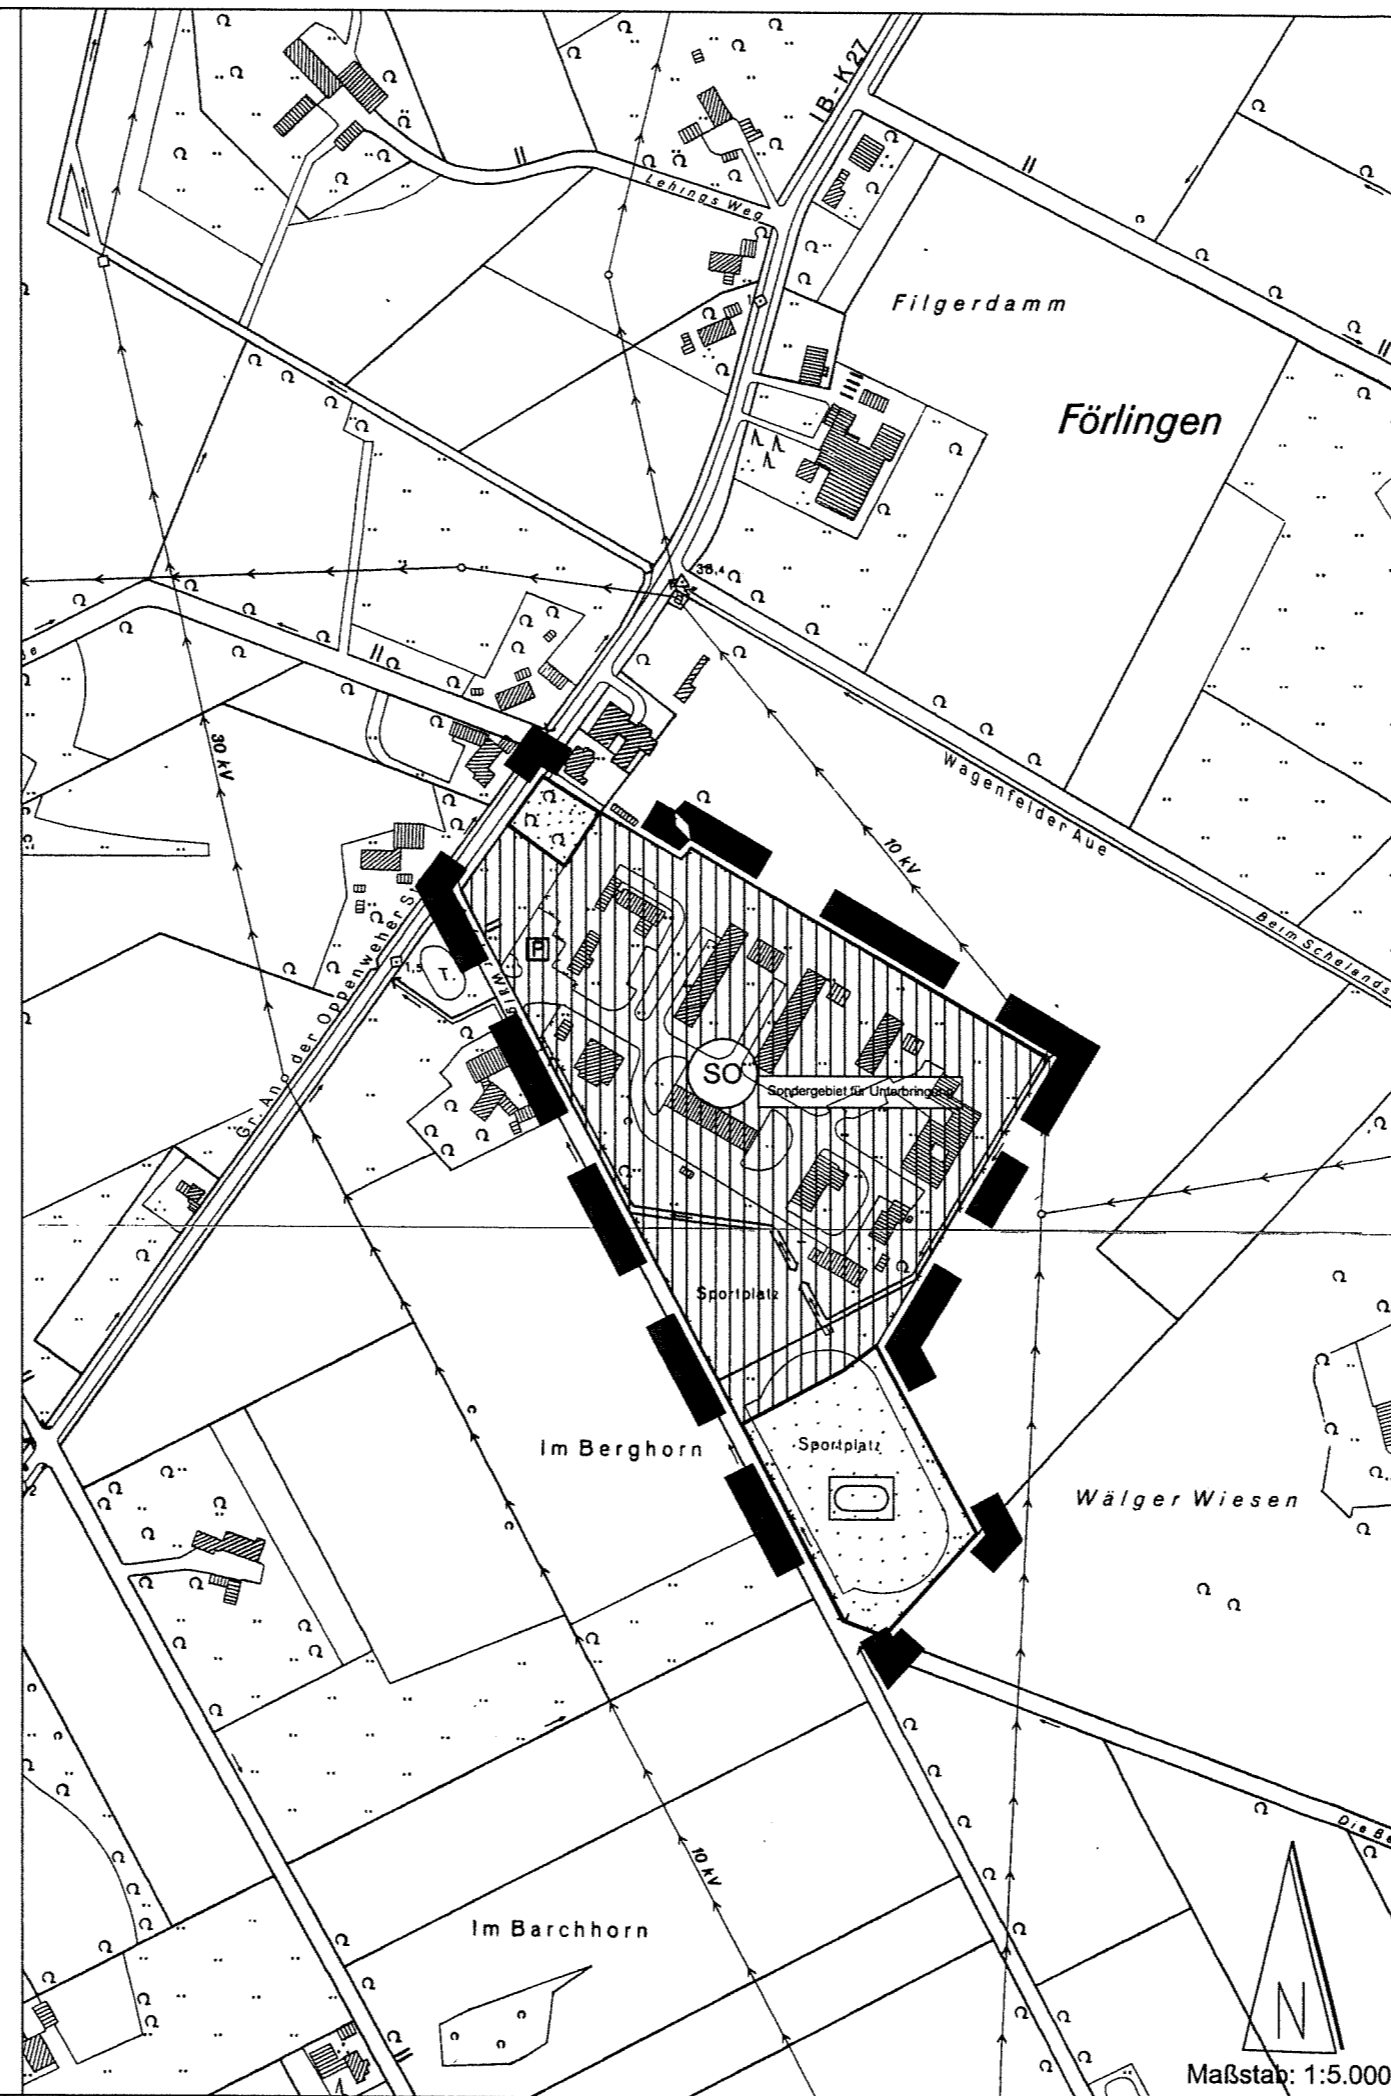 IB-K27
Lehings Weg
Filgerdamm
Förlingen
38,4
30 kV
Wagenfelder Aue
10 kV
Beim Schelands
P
1,5
T.
Gr. An der Oppenweher
SO
Sondergebiet für Unterbringung
Sportplatz
Im Berghorn
Sportplatz
Wälger Wiesen
10 kV
Im Barchhorn
N
Maßstab: 1:5.000